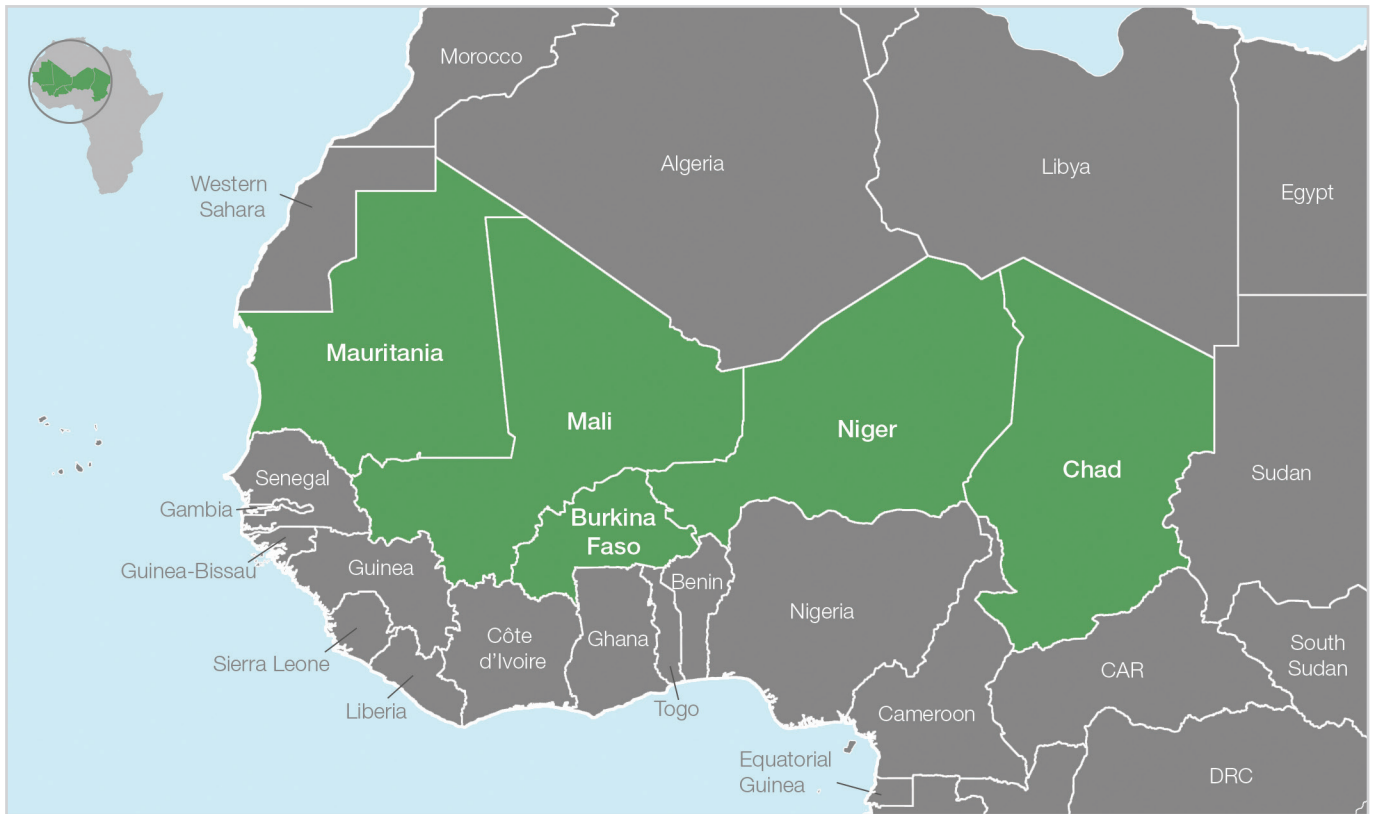 Morocco
Algeria
Libya
Egypt
Western
Sahara
Mauritania
Mali
Niger
Chad
Sudan
Senegal
Gambia
Burkina
Faso
Guinea-Bissau
Guinea
Benin
Nigeria
Sierra Leone
Côte
d'Ivoire
Ghana
South
Sudan
CAR
Liberia
Togo
Cameroon
Equatorial
Guinea
DRC